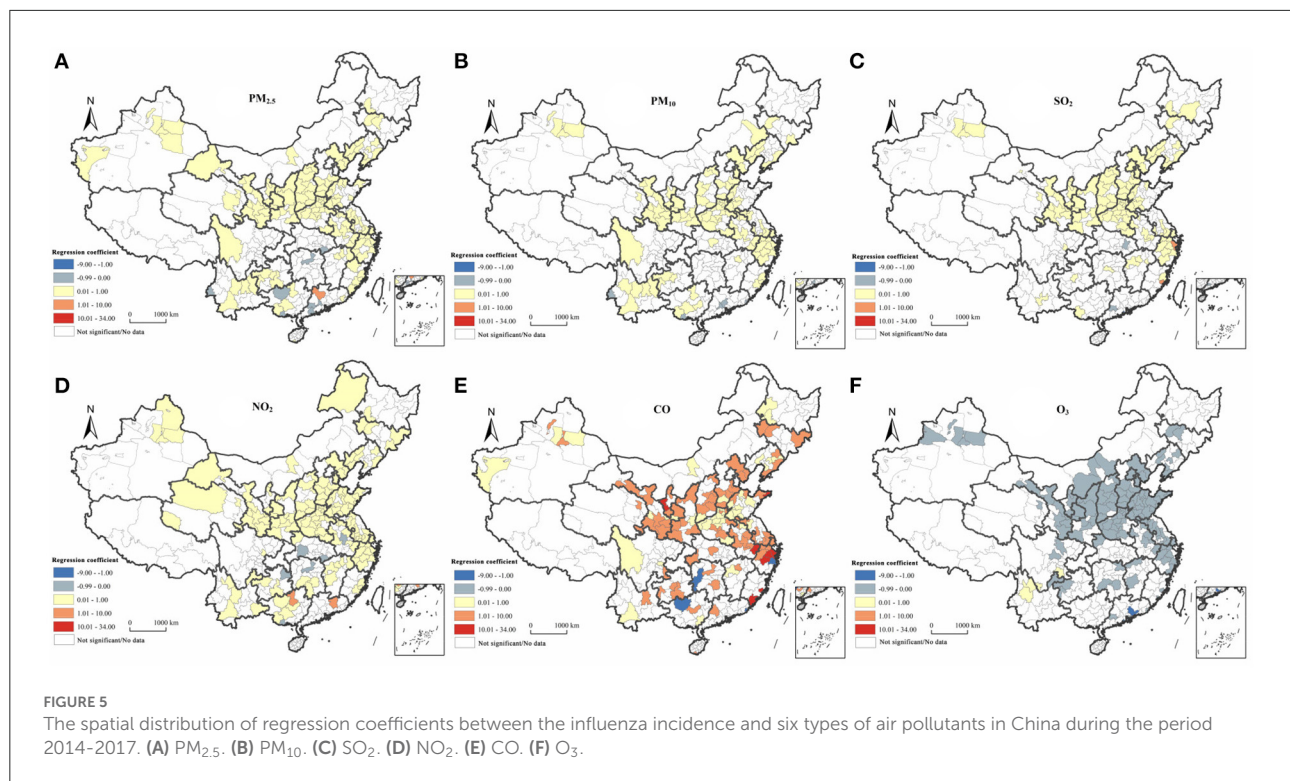 A
N
PM2.5
Regression coefficient
-9.00 - -1.00
-0.99 - 0.00
0.01 - 1.00
1.01 - 10.00
10.01 - 34.00
Not significant/No data
0 1000 km
B
N
PM10
Regression coefficient
-9.00 - -1.00
-0.99 - 0.00
0.01 - 1.00
1.01 - 10.00
10.01 - 34.00
Not significant/No data
0 1000 km
C
N
SO2
Regression coefficient
-9.00 - -1.00
-0.99 - 0.00
0.01 - 1.00
1.01 - 10.00
10.01 - 34.00
Not significant/No data
0 1000 km
D
N
NO2
Regression coefficient
-9.00 - -1.00
-0.99 - 0.00
0.01 - 1.00
1.01 - 10.00
10.01 - 34.00
Not significant/No data
0 1000 km
E
N
CO
Regression coefficient
-9.00 - -1.00
-0.99 - 0.00
0.01 - 1.00
1.01 - 10.00
10.01 - 34.00
Not significant/No data
0 1000 km
F
N
O3
Regression coefficient
-9.00 - -1.00
-0.99 - 0.00
0.01 - 1.00
1.01 - 10.00
10.01 - 34.00
Not significant/No data
0 1000 km
FIGURE 5
The spatial distribution of regression coefficients between the influenza incidence and six types of air pollutants in China during the period
2014-2017. (A) PM2.5. (B) PM10. (C) SO2. (D) NO2. (E) CO. (F) O3.